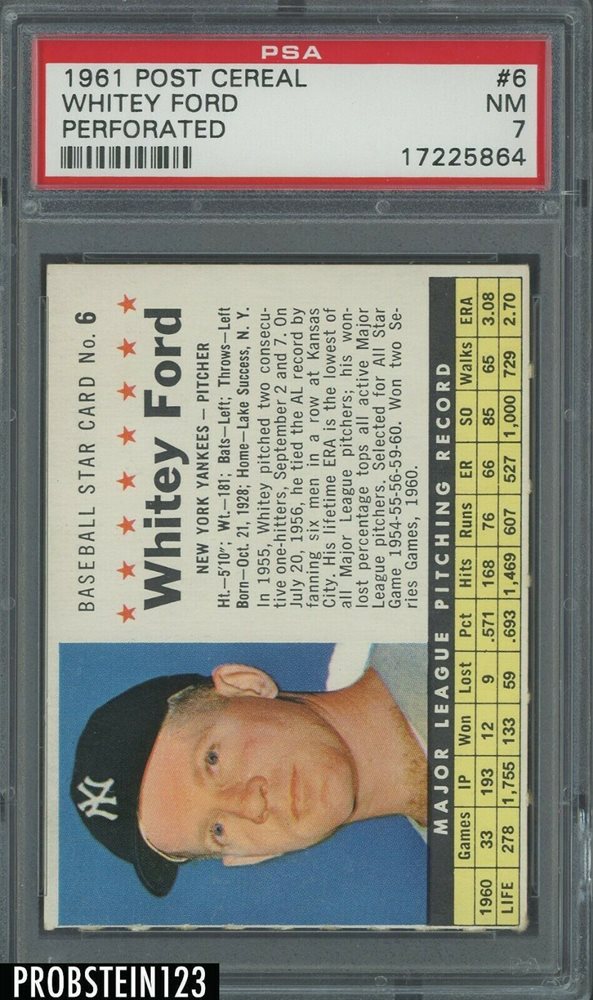 PSA
1961 POST CEREAL #6
WHITEY FORD NM
PERFORATED 7
17225864
BASEBALL STAR CARD No. 6
Whitey Ford
NEW YORK YANKEES — PITCHER
Ht.—5'10"; Wt.—181; Bats—Left; Throws—Left
Born—Oct. 21, 1928; Home—Lake Success, N. Y.
In 1955, Whitey pitched two consecu-
tive one-hitters, September 2 and 7. On
July 20, 1956, he tied the AL record by
fanning six men in a row at Kansas
City. His lifetime ERA is the lowest of
all Major League pitchers; his won-
lost percentage tops all active Major
League pitchers. Selected for All Star
Game 1954-55-56-59-60. Won two Se-
ries Games, 1960.
NY
MAJOR LEAGUE PITCHING RECORD
Games IP Won Lost Pct Hits Runs ER SO Walks ERA
1960 33 193 12 9 .571 168 76 66 85 65 3.08
LIFE 278 1,755 133 59 .693 1,469 607 527 1,000 729 2.70
PROBSTEIN123